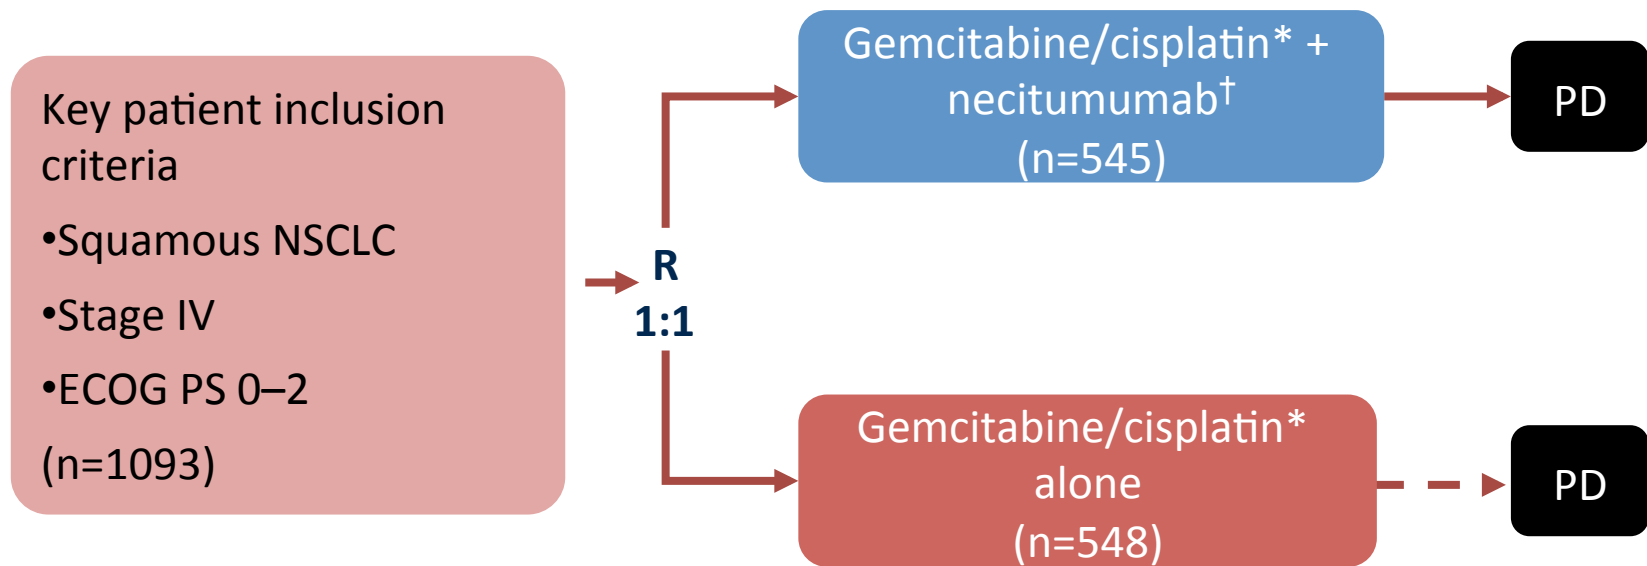 Key patient inclusion
criteria
•Squamous NSCLC
•Stage IV
•ECOG PS 0–2
(n=1093)
R
1:1
Gemcitabine/cisplatin* +
necitumumab†
(n=545)
PD
Gemcitabine/cisplatin*
alone
(n=548)
PD